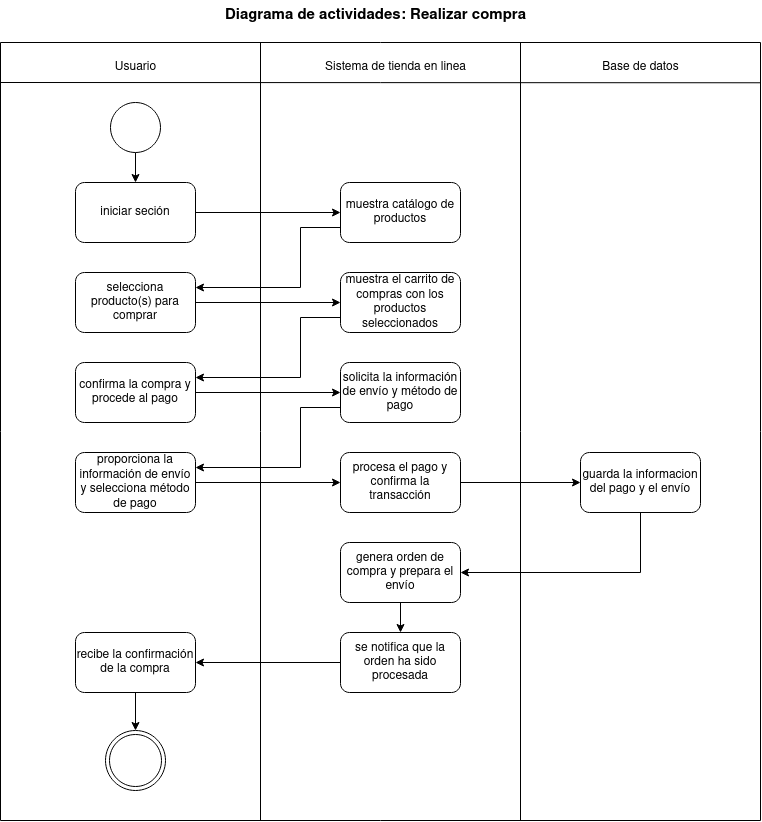 Diagrama de actividades: Realizar compra
Usuario
Sistema de tienda en linea
Base de datos
iniciar seción
muestra catálogo de
productos
selecciona
producto(s) para
comprar
muestra el carrito de
compras con los
productos
seleccionados
confirma la compra y
procede al pago
solicita la información
de envío y método de
pago
proporciona la
información de envío
y selecciona método
de pago
procesa el pago y
confirma la
transacción
guarda la informacion
del pago y el envío
genera orden de
compra y prepara el
envío
se notifica que la
orden ha sido
procesada
recibe la confirmación
de la compra